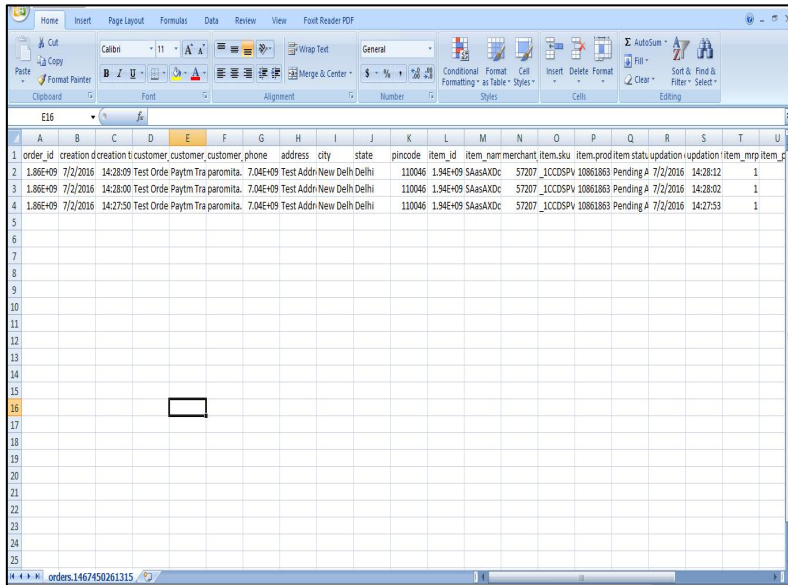 Home Insert Page Layout Formulas Data Review View Foxit Reader PDF
Cut
Copy
Format Painter
Paste
Calibri 11
B I U
Wrap Text
Merge & Center
General
$ % ,
Conditional Formatting
Format as Table
Cell Styles
Insert Delete Format
Σ AutoSum
Fill
Clear
Sort & Filter
Find & Select
Clipboard Font Alignment Number Styles Cells Editing
E16 fx
A B C D E F G H I J K L M N O P Q R S T U
1 order_id creation d creation ti customer_ customer_ customer_ phone address city state pincode item_id item_nam merchant_ item.sku item.prod item statu updation updation item_mrp item_p
2 1.86E+09 7/2/2016 14:28:09 Test Orde Paytm Tra paromita. 7.04E+09 Test Addr New Delh Delhi 110046 1.94E+09 SAasAXDc 57207 _1CCDSPV 10861863 Pending A 7/2/2016 14:28:12 1
3 1.86E+09 7/2/2016 14:28:00 Test Orde Paytm Tra paromita. 7.04E+09 Test Addr New Delh Delhi 110046 1.94E+09 SAasAXDc 57207 _1CCDSPV 10861863 Pending A 7/2/2016 14:28:02 1
4 1.86E+09 7/2/2016 14:27:50 Test Orde Paytm Tra paromita. 7.04E+09 Test Addr New Delh Delhi 110046 1.94E+09 SAasAXDc 57207 _1CCDSPV 10861863 Pending A 7/2/2016 14:27:53 1
5
6
7
8
9
10
11
12
13
14
15
16
17
18
19
20
21
22
23
24
25
orders.1467450261315